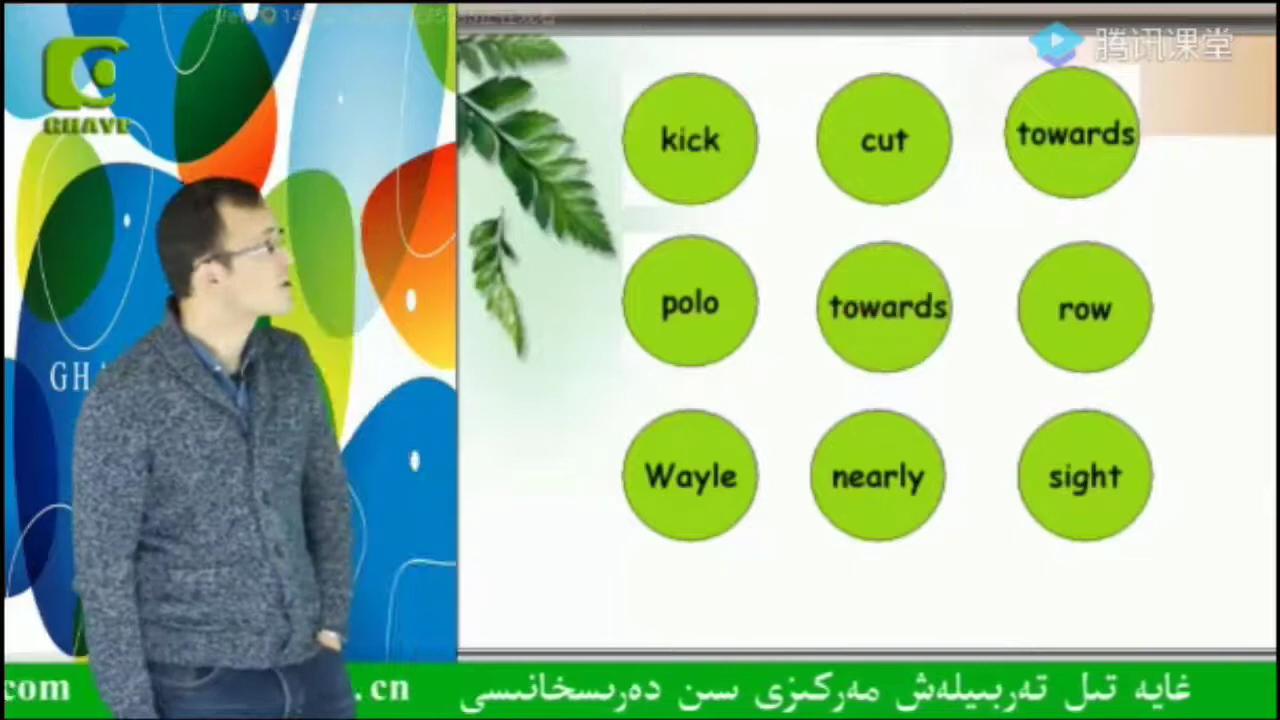 GHAYE
腾讯课堂
kick
cut
towards
polo
towards
row
Wayle
nearly
sight
com
.cn
غايە تىل تەربىيلەش مەركىزى سىن دەرىسخانىسى